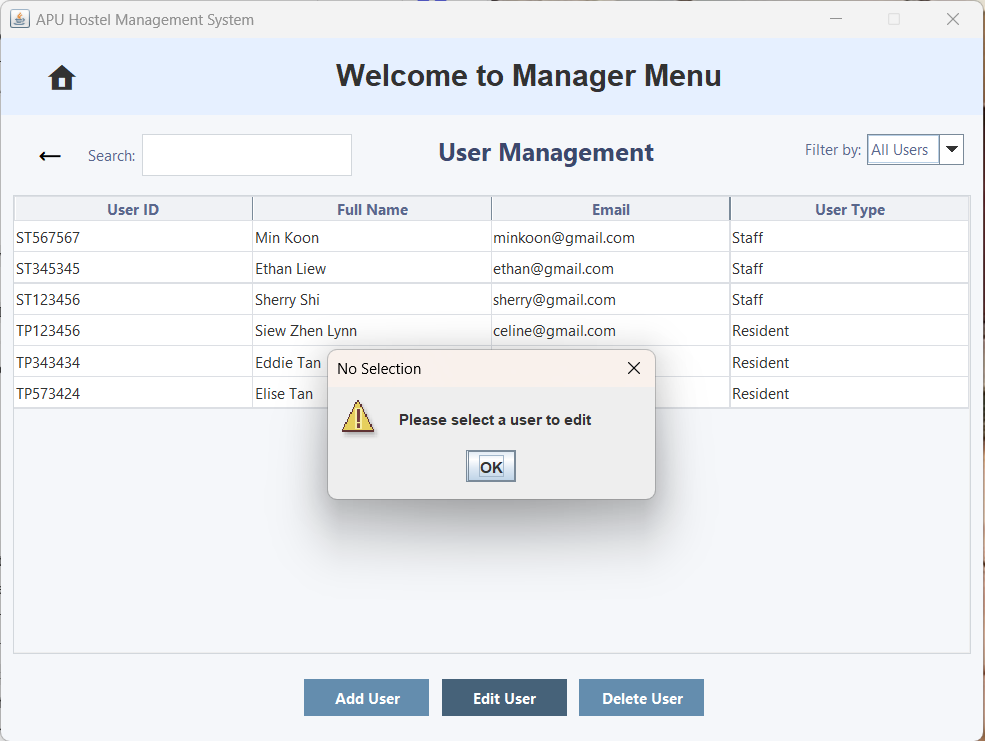 APU Hostel Management System
Welcome to Manager Menu
Search:
User Management
Filter by: All Users
User ID Full Name Email User Type
ST567567 Min Koon minkoon@gmail.com Staff
ST345345 Ethan Liew ethan@gmail.com Staff
ST123456 Sherry Shi sherry@gmail.com Staff
TP123456 Siew Zhen Lynn celine@gmail.com Resident
TP343434 Eddie Tan Resident
TP573424 Elise Tan Resident
No Selection
Please select a user to edit
OK
Add User Edit User Delete User